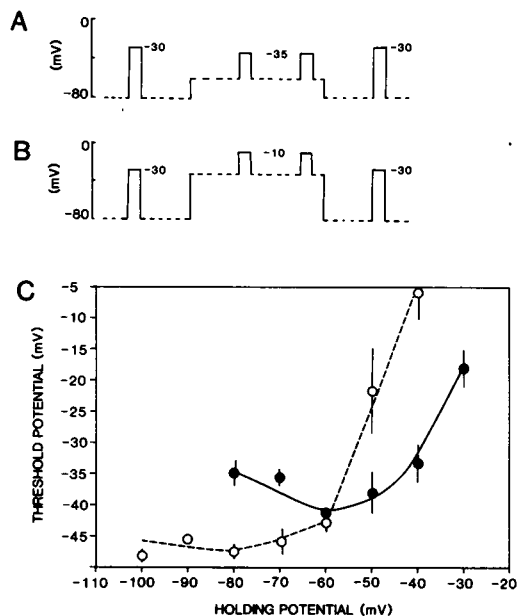 A
0
(mV)
-80
-30
-35
-30
B
0
(mV)
-80
-30
-10
-30
C
-5
-10
-15
-20
-25
-30
-35
-40
-45
THRESHOLD POTENTIAL (mV)
-110 -100 -90 -80 -70 -60 -50 -40 -30 -20
HOLDING POTENTIAL (mV)